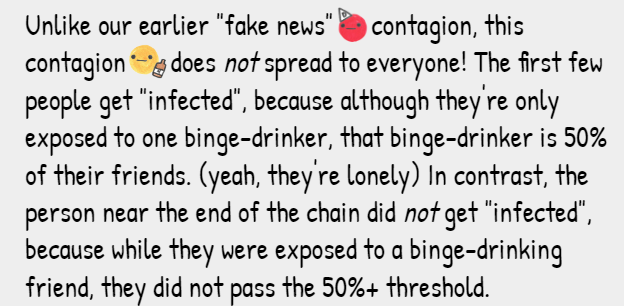 Unlike our earlier "fake news" contagion, this
contagion does not spread to everyone! The first few
people get "infected", because although they're only
exposed to one binge-drinker, that binge-drinker is 50%
of their friends. (yeah, they're lonely) In contrast, the
person near the end of the chain did not get "infected",
because while they were exposed to a binge-drinking
friend, they did not pass the 50%+ threshold.